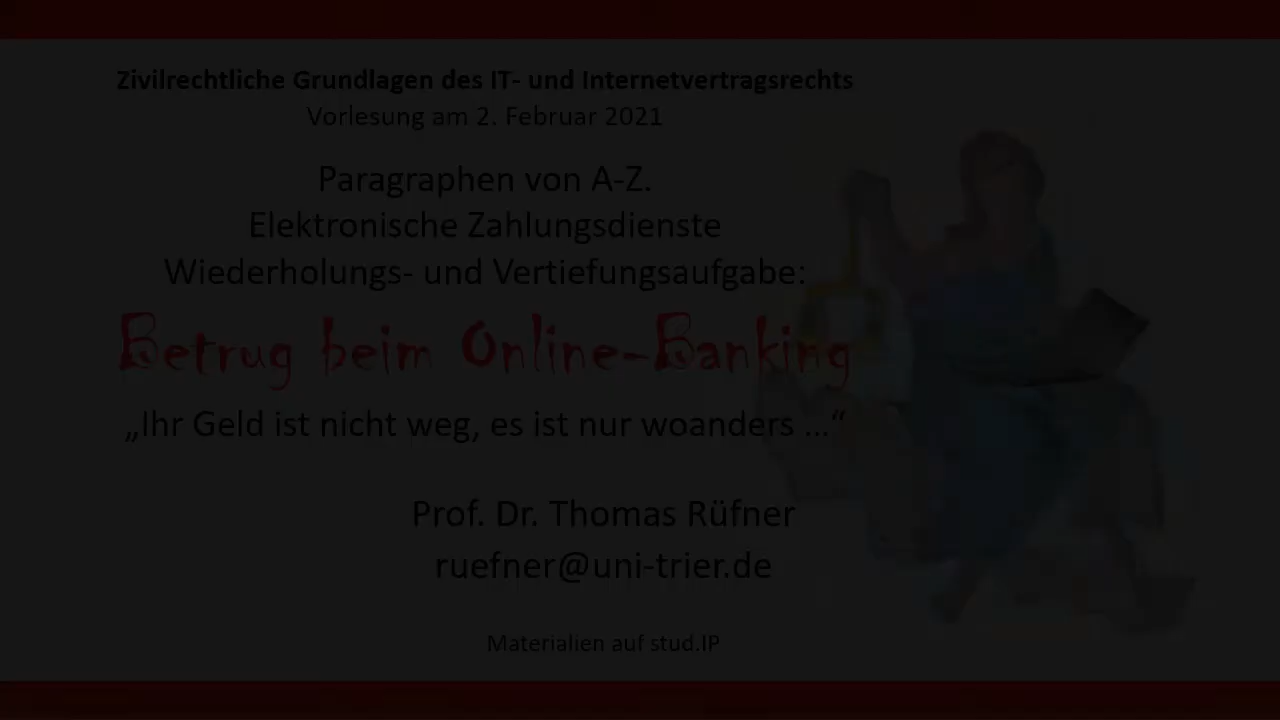 Zivilrechtliche Grundlagen des IT- und Internetvertragsrechts
Vorlesung am 2. Februar 2021
Paragraphen von A-Z.
Elektronische Zahlungsdienste
Wiederholungs- und Vertiefungsaufgabe:
Betrug beim Online-Banking
„Ihr Geld ist nicht weg, es ist nur woanders ...“
Prof. Dr. Thomas Rüfner
ruefner@uni-trier.de
Materialien auf stud.IP